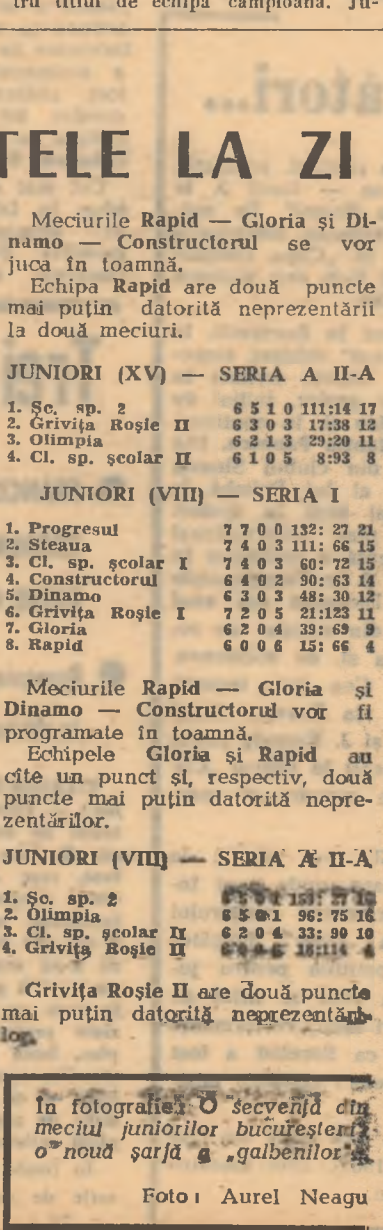 tru titlul de echipă campioană. Ju-
TELE LA ZI
Meciurile Rapid — Gloria și Di-
namo — Constructorul se vor
juca în toamnă.
Echipa Rapid are două puncte
mai puțin datorită neprezentării
la două meciuri.
JUNIORI (XV) — SERIA A II-A
1. Șc. sp. 2 6 5 1 0 111:14 17
2. Grivița Roșie II 6 3 0 3 17:38 12
3. Olimpia 6 2 1 3 29:20 11
4. Cl. sp. școlar II 6 1 0 5 8:93 8
JUNIORI (VIII) — SERIA I
1. Progresul 7 7 0 0 132: 27 21
2. Steaua 7 4 0 3 111: 66 15
3. Cl. sp. școlar I 7 4 0 3 60: 72 15
4. Constructorul 6 4 0 2 90: 63 14
5. Dinamo 6 3 0 3 48: 30 12
6. Grivița Roșie I 7 2 0 5 21:123 11
7. Gloria 6 2 0 4 39: 69 9
8. Rapid 6 0 0 6 15: 66 4
Meciurile Rapid — Gloria și
Dinamo — Constructorul vor fi
programate în toamnă.
Echipele Gloria și Rapid au
cîte un punct și, respectiv, două
puncte mai puțin datorită nepre-
zentărilor.
JUNIORI (VIII) — SERIA A II-A
1. Șc. sp. 2
2. Olimpia 6 5 0 1 96: 75 16
3. Cl. sp. școlar II 6 2 0 4 33: 90 10
4. Grivița Roșie II 6 0 0 6 18:114 4
Grivița Roșie II are două puncte
mai puțin datorită neprezentări-
lor.
În fotografie: O secvență din
meciul juniorilor bucureșteni:
o nouă șarjă a „galbenilor”
Foto: Aurel Neagu